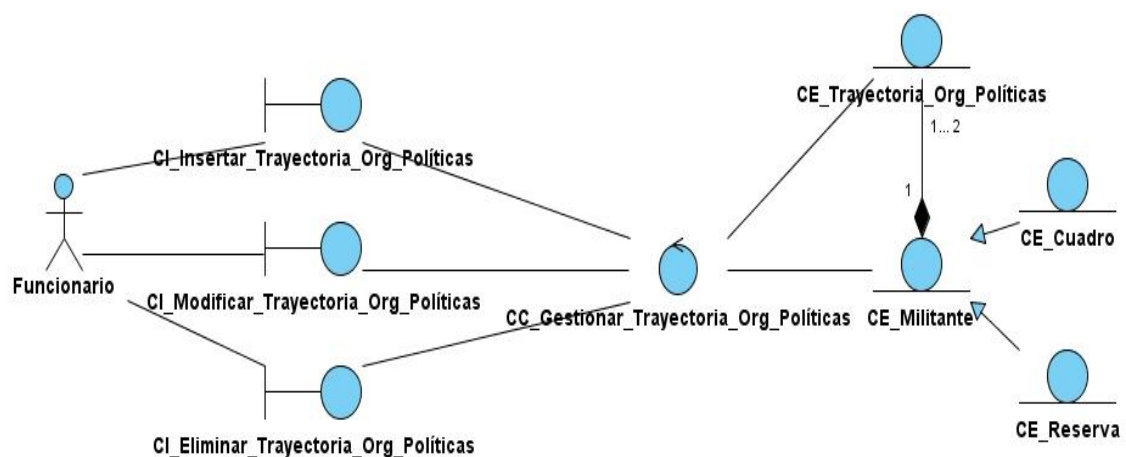 CE_Trayectoria_Org_Políticas
1... 2
CI_Insertar_Trayectoria_Org_Políticas
1
CE_Cuadro
Funcionario
CI_Modificar_Trayectoria_Org_Políticas
CC_Gestionar_Trayectoria_Org_Políticas
CE_Militante
CE_Reserva
CI_Eliminar_Trayectoria_Org_Políticas